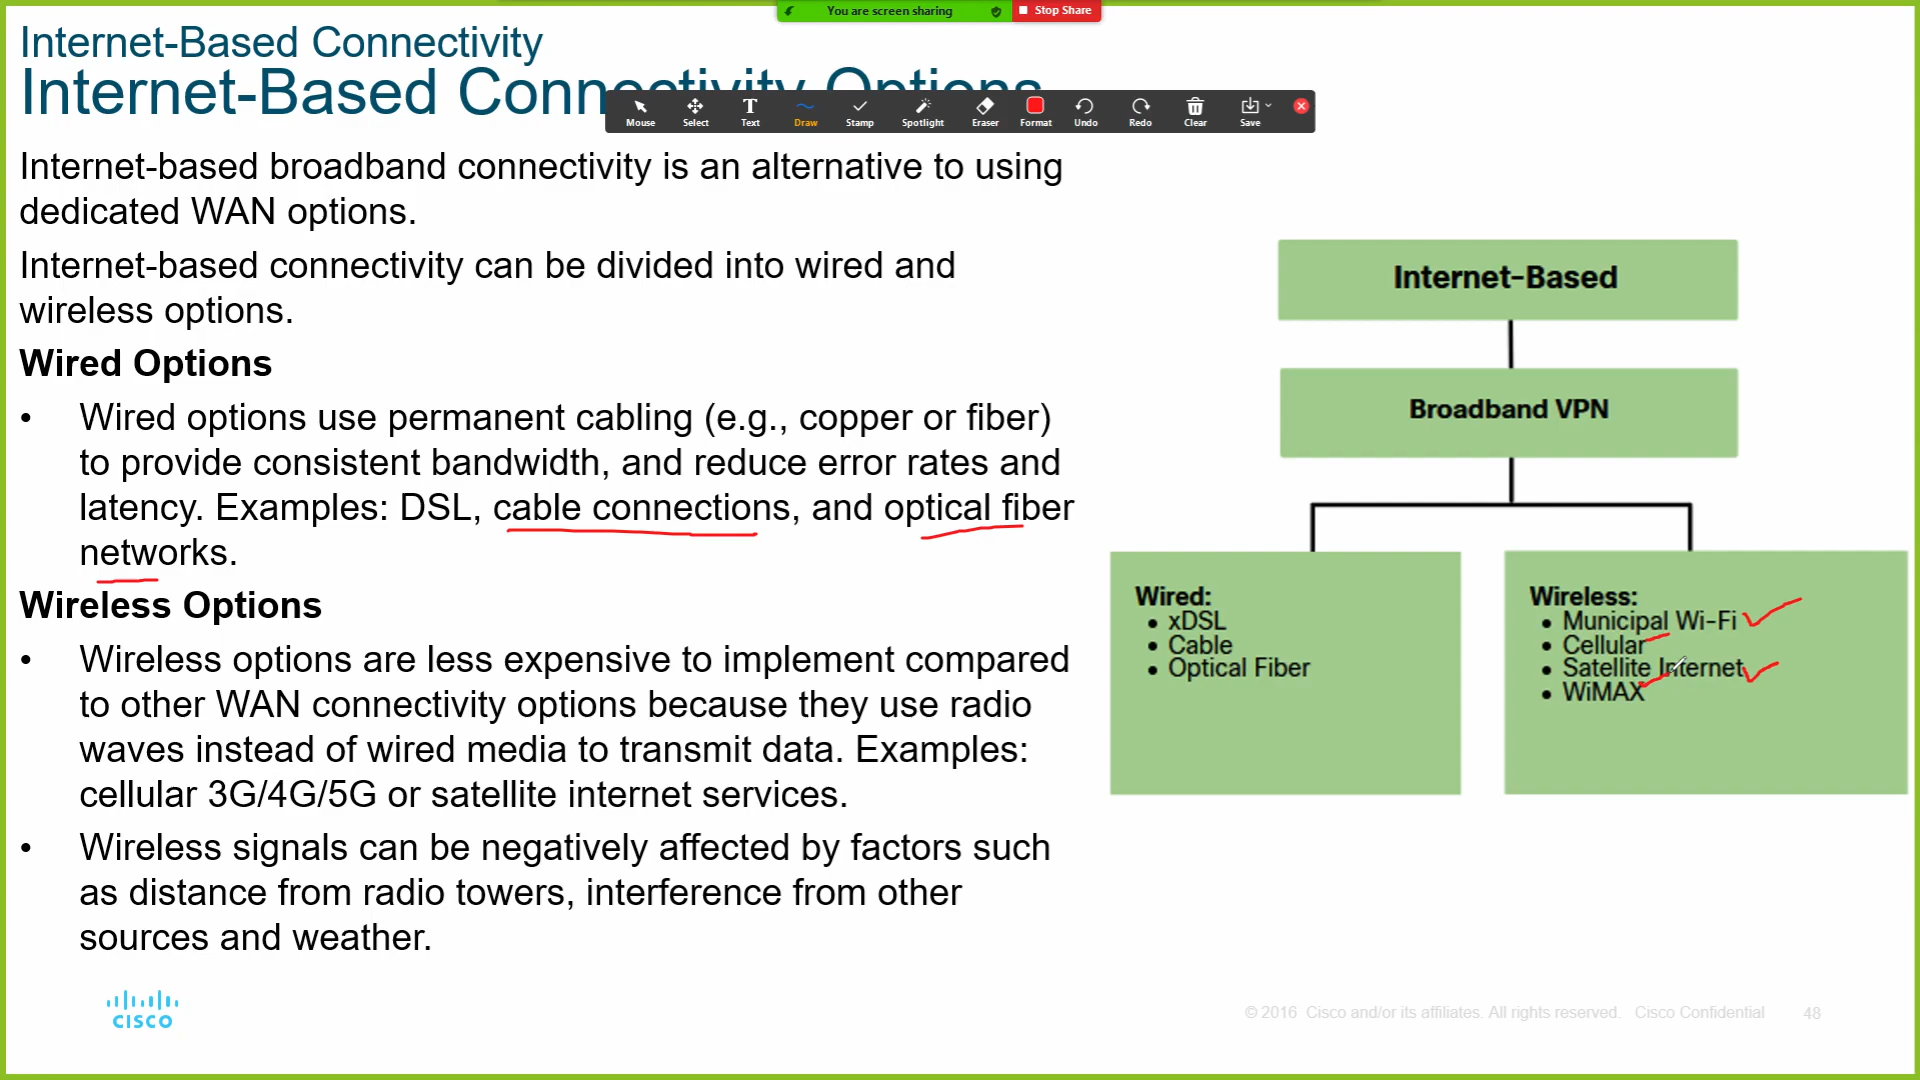 You are screen sharing
Stop Share
Internet-Based Connectivity
Internet-Based Connectivity Options
Mouse Select Text Draw Stamp Spotlight Eraser Format Undo Redo Clear Save
Internet-based broadband connectivity is an alternative to using
dedicated WAN options.
Internet-based connectivity can be divided into wired and
wireless options.
Wired Options
• Wired options use permanent cabling (e.g., copper or fiber)
to provide consistent bandwidth, and reduce error rates and
latency. Examples: DSL, cable connections, and optical fiber
networks.
Wireless Options
• Wireless options are less expensive to implement compared
to other WAN connectivity options because they use radio
waves instead of wired media to transmit data. Examples:
cellular 3G/4G/5G or satellite internet services.
• Wireless signals can be negatively affected by factors such
as distance from radio towers, interference from other
sources and weather.
Internet-Based
Broadband VPN
Wired:
• xDSL
• Cable
• Optical Fiber
Wireless:
• Municipal Wi-Fi
• Cellular
• Satellite Internet
• WiMAX
CISCO
© 2016 Cisco and/or its affiliates. All rights reserved. Cisco Confidential
48